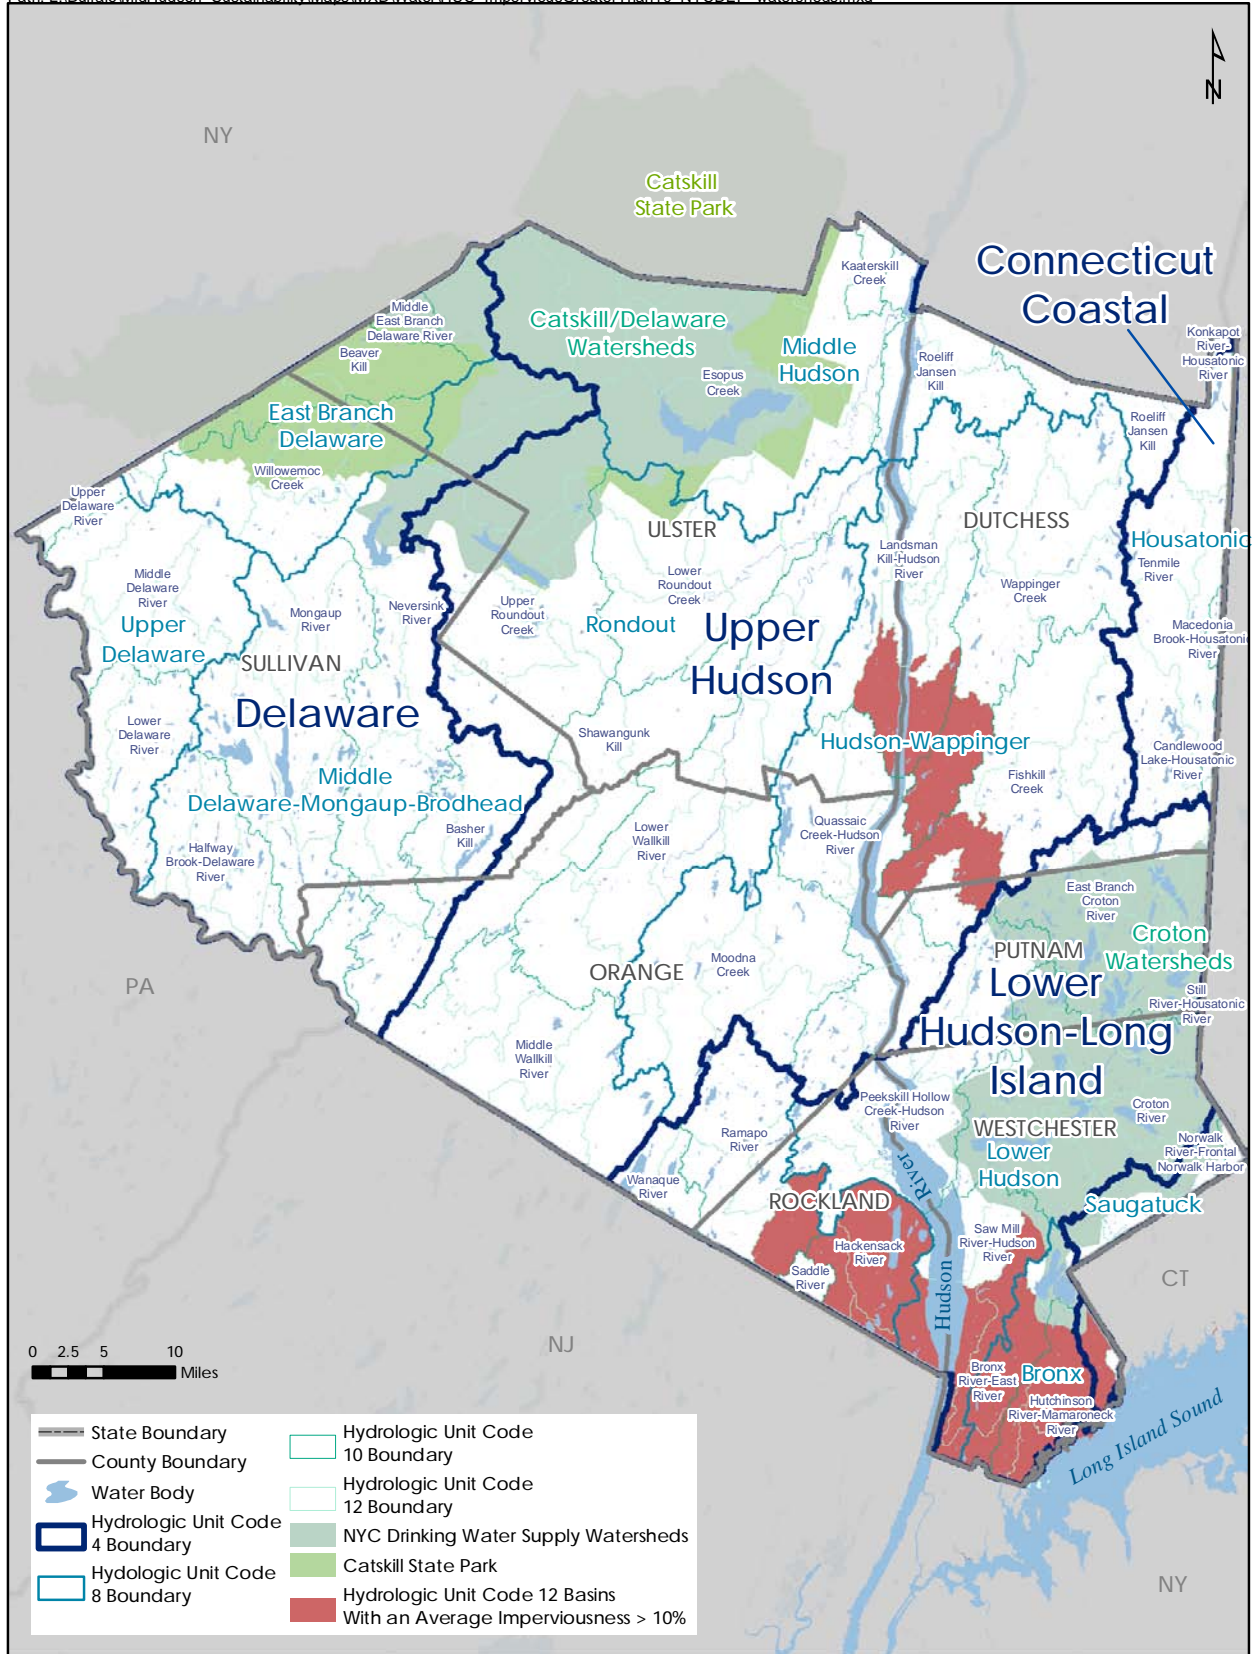 NY
Catskill
State Park
Connecticut
Coastal
Kaaterskill
Creek
Middle
East Branch
Delaware River
Beaver
Kill
Catskill/Delaware
Watersheds
Middle
Hudson
Esopus
Creek
Roeliff
Jansen
Kill
Konkapot
River-
Housatonic
River
Roeliff
Jansen
Kill
East Branch
Delaware
Willowemoc
Creek
Upper
Delaware
River
ULSTER
DUTCHESS
Housatonic
Tenmile
River
Landsman
Kill-Hudson
River
Wappinger
Creek
Lower
Roundout
Creek
Middle
Delaware
River
Mongaup
River
Neversink
River
Upper
Roundout
Creek
Rondout
Upper
Hudson
Macedonia
Brook-Housatonic
River
Upper
Delaware
SULLIVAN
Delaware
Lower
Delaware
River
Shawangunk
Kill
Hudson-Wappinger
Candlewood
Lake-Housatonic
River
Fishkill
Creek
Middle
Delaware-Mongaup-Brodhead
Basher
Kill
Halfway
Brook-Delaware
River
Lower
Wallkill
River
Quassaic
Creek-Hudson
River
East Branch
Croton
River
Croton
Watersheds
PUTNAM
Lower
Hudson-Long
Island
Still
River-Housatonic
River
PA
ORANGE
Moodna
Creek
Middle
Wallkill
River
Peekskill Hollow
Creek-Hudson
River
Croton
River
WESTCHESTER
Lower
Hudson
Norwalk
River-Frontal
Norwalk Harbor
Ramapo
River
Wanaque
River
River
ROCKLAND
Saugatuck
Saw Mill
River-Hudson
River
Hackensack
River
Saddle
River
CT
Hudson
NJ
Bronx
River-East
River
Bronx
Hutchinson
River-Mamaroneck
River
Long Island Sound
NY
N
0 2.5 5 10
Miles
State Boundary
County Boundary
Water Body
Hydrologic Unit Code
4 Boundary
Hydologic Unit Code
8 Boundary
Hydrologic Unit Code
10 Boundary
Hydrologic Unit Code
12 Boundary
NYC Drinking Water Supply Watersheds
Catskill State Park
Hydrologic Unit Code 12 Basins
With an Average Imperviousness > 10%